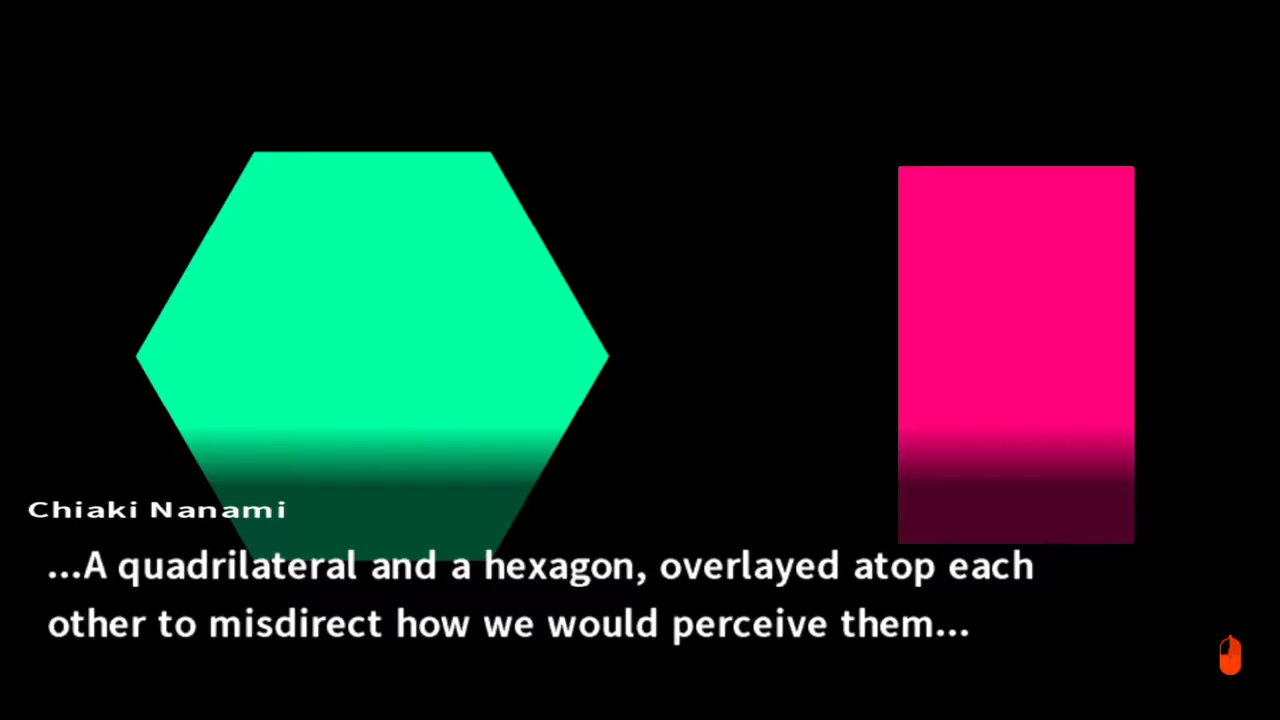 Chiaki Nanami
...A quadrilateral and a hexagon, overlayed atop each
other to misdirect how we would perceive them...